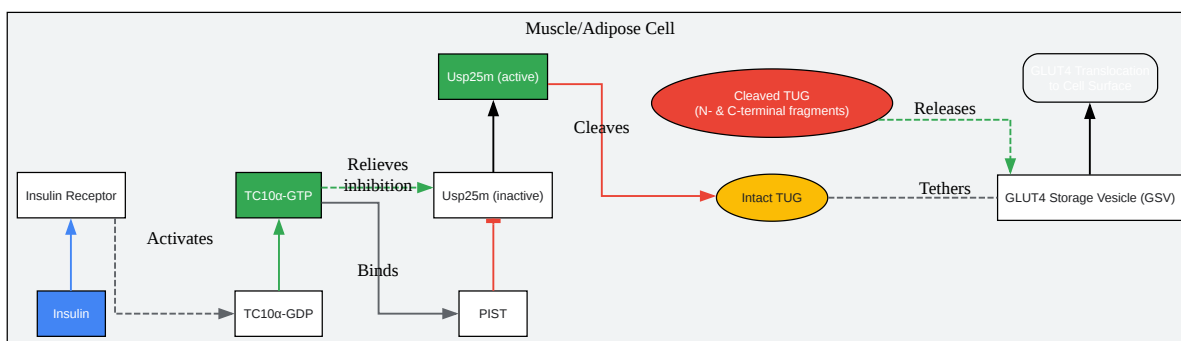 Muscle/Adipose Cell
Usp25m (active)
Cleaved TUG
(N- & C-terminal fragments)
GLUT4 Translocation
to Cell Surface
Cleaves
Releases
Insulin Receptor
TC10α-GTP
Relieves
inhibition
Usp25m (inactive)
Intact TUG
Tethers
GLUT4 Storage Vesicle (GSV)
Activates
Binds
Insulin
TC10α-GDP
PIST